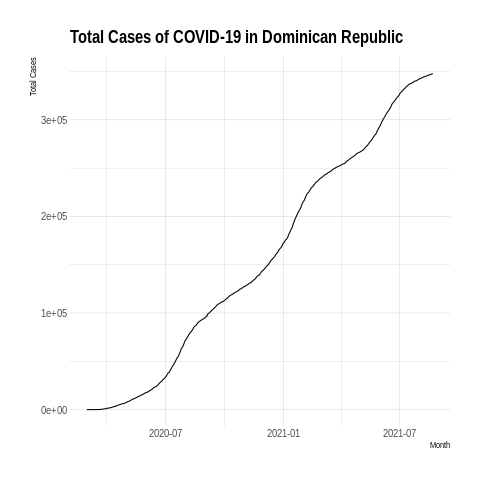 Total Cases of COVID-19 in Dominican Republic
Total Cases
3e+05
2e+05
1e+05
0e+00
2020-07
2021-01
2021-07
Month